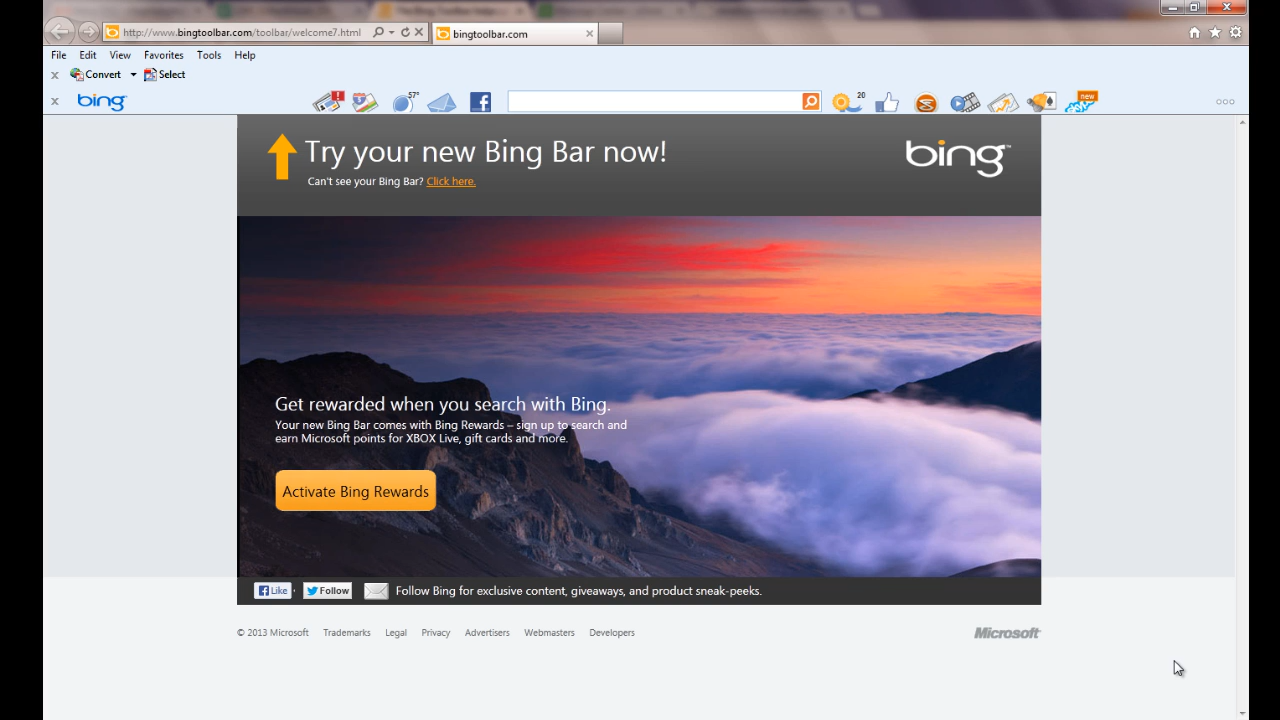 http://www.bingtoolbar.com/toolbar/welcome7.html
bingtoolbar.com
File Edit View Favorites Tools Help
x Convert Select
x bing 57° 20 new
Try your new Bing Bar now!
Can't see your Bing Bar? Click here.
bing™
Get rewarded when you search with Bing.
Your new Bing Bar comes with Bing Rewards – sign up to search and
earn Microsoft points for XBOX Live, gift cards and more.
Activate Bing Rewards
Like Follow Follow Bing for exclusive content, giveaways, and product sneak-peeks.
© 2013 Microsoft Trademarks Legal Privacy Advertisers Webmasters Developers Microsoft